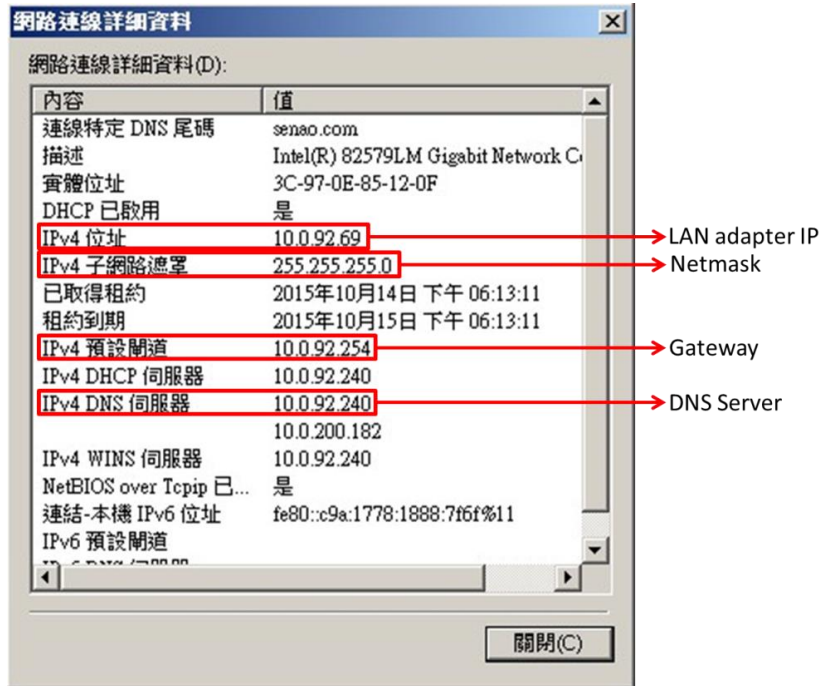 網路連線詳細資料
網路連線詳細資料(D):
內容 值
連線特定 DNS 尾碼 senao.com
描述 Intel(R) 82579LM Gigabit Network C
實體位址 3C-97-0E-85-12-0F
DHCP 已啟用 是
IPv4 位址 10.0.92.69 LAN adapter IP
IPv4 子網路遮罩 255.255.255.0 Netmask
已取得租約 2015年10月14日 下午 06:13:11
租約到期 2015年10月15日 下午 06:13:11
IPv4 預設閘道 10.0.92.254 Gateway
IPv4 DHCP 伺服器 10.0.92.240
IPv4 DNS 伺服器 10.0.92.240 DNS Server
10.0.200.182
IPv4 WINS 伺服器 10.0.92.240
NetBIOS over Tcpip 已... 是
連結-本機 IPv6 位址 fe80::c9a:1778:1888:7f6f%11
IPv6 預設閘道
關閉(C)